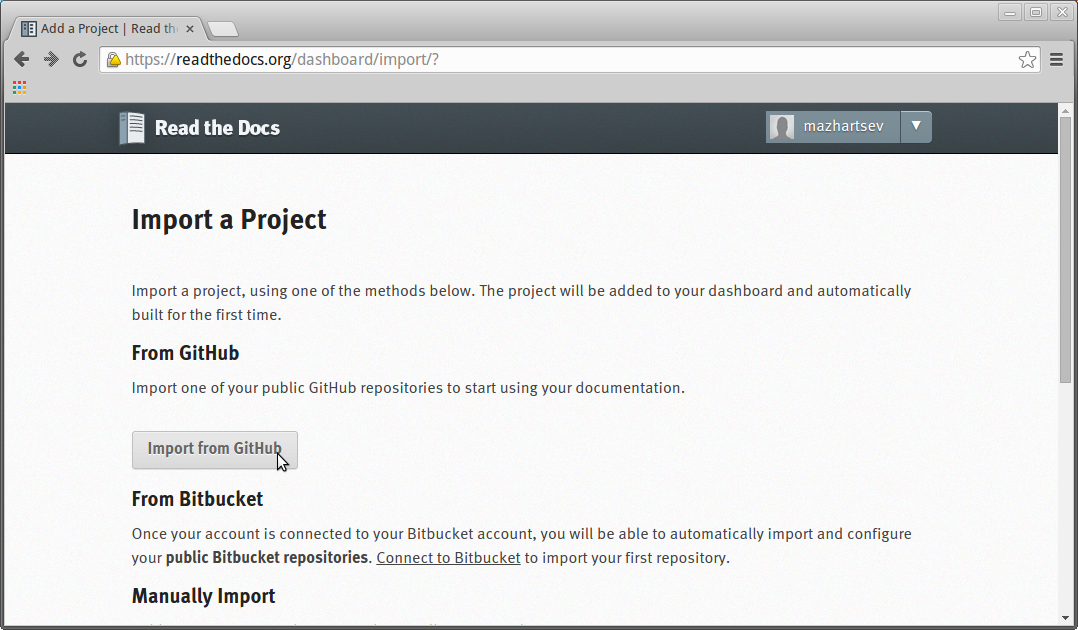 Add a Project | Read th
https://readthedocs.org/dashboard/import/?
Read the Docs
mazhartsev
Import a Project
Import a project, using one of the methods below. The project will be added to your dashboard and automatically
built for the first time.
From GitHub
Import one of your public GitHub repositories to start using your documentation.
Import from GitHub
From Bitbucket
Once your account is connected to your Bitbucket account, you will be able to automatically import and configure
your public Bitbucket repositories. Connect to Bitbucket to import your first repository.
Manually Import